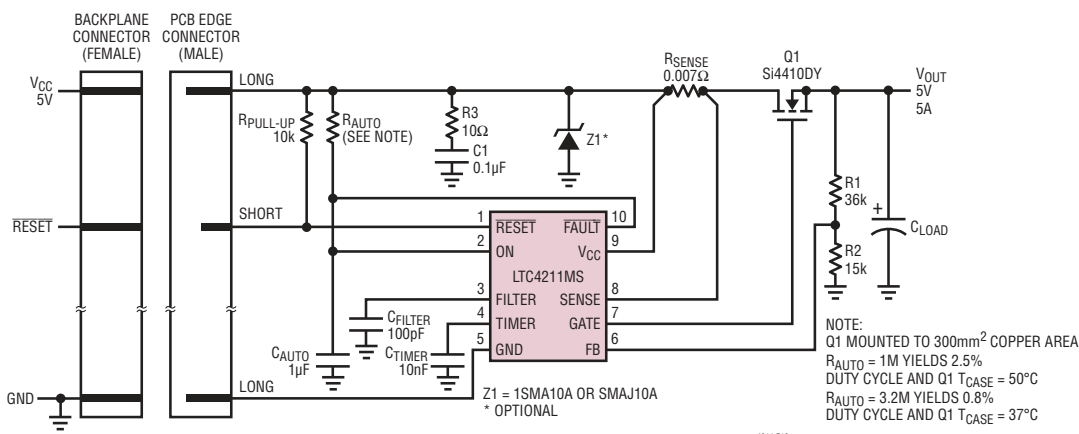 BACKPLANE
CONNECTOR
(FEMALE)
PCB EDGE
CONNECTOR
(MALE)
VCC
5V
LONG
RPULL-UP
10k
RAUTO
(SEE NOTE)
R3
10Ω
C1
0.1µF
Z1*
RSENSE
0.007Ω
Q1
Si4410DY
VOUT
5V
5A
R1
36k
+
CLOAD
R2
15k
RESET
SHORT
1 RESET FAULT 10
2 ON VCC 9
LTC4211MS
3 FILTER SENSE 8
4 TIMER GATE 7
5 GND FB 6
CFILTER
100pF
CAUTO
1µF
CTIMER
10nF
LONG
GND
Z1 = 1SMA10A OR SMAJ10A
* OPTIONAL
NOTE:
Q1 MOUNTED TO 300mm² COPPER AREA
RAUTO = 1M YIELDS 2.5%
DUTY CYCLE AND Q1 TCASE = 50°C
RAUTO = 3.2M YIELDS 0.8%
DUTY CYCLE AND Q1 TCASE = 37°C